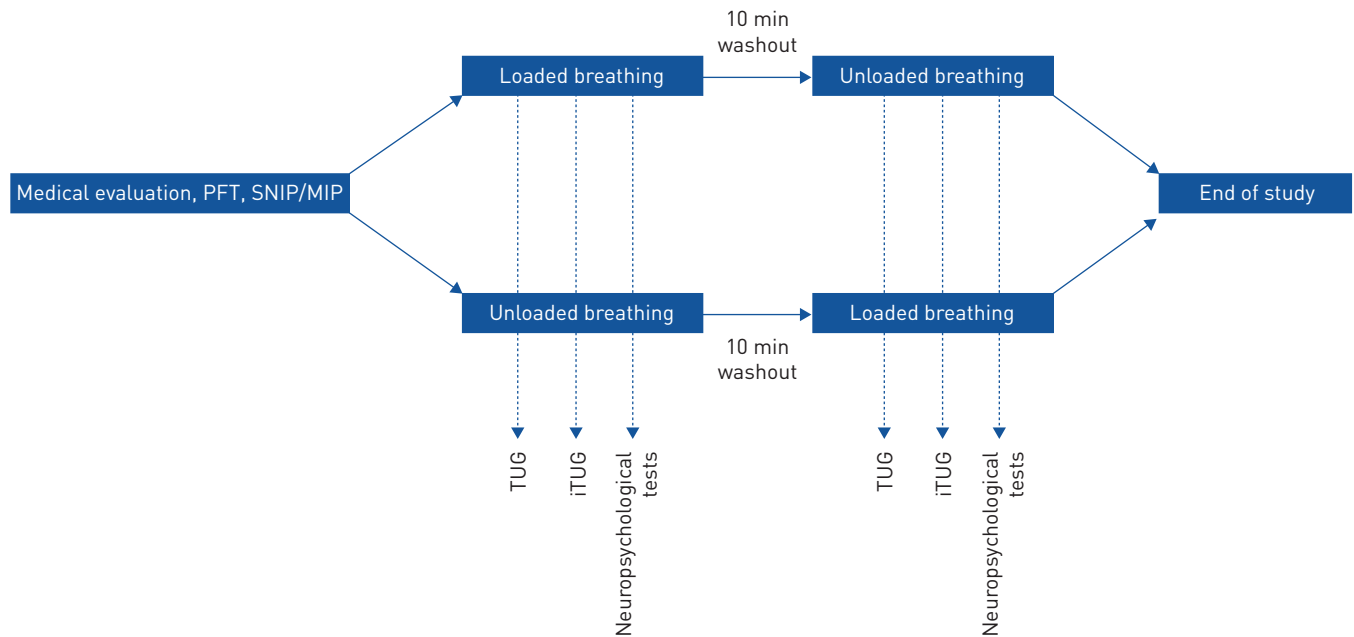 10 min
washout
Loaded breathing
Unloaded breathing
Medical evaluation, PFT, SNIP/MIP
End of study
Unloaded breathing
Loaded breathing
10 min
washout
TUG
iTUG
Neuropsychological
tests
TUG
iTUG
Neuropsychological
tests